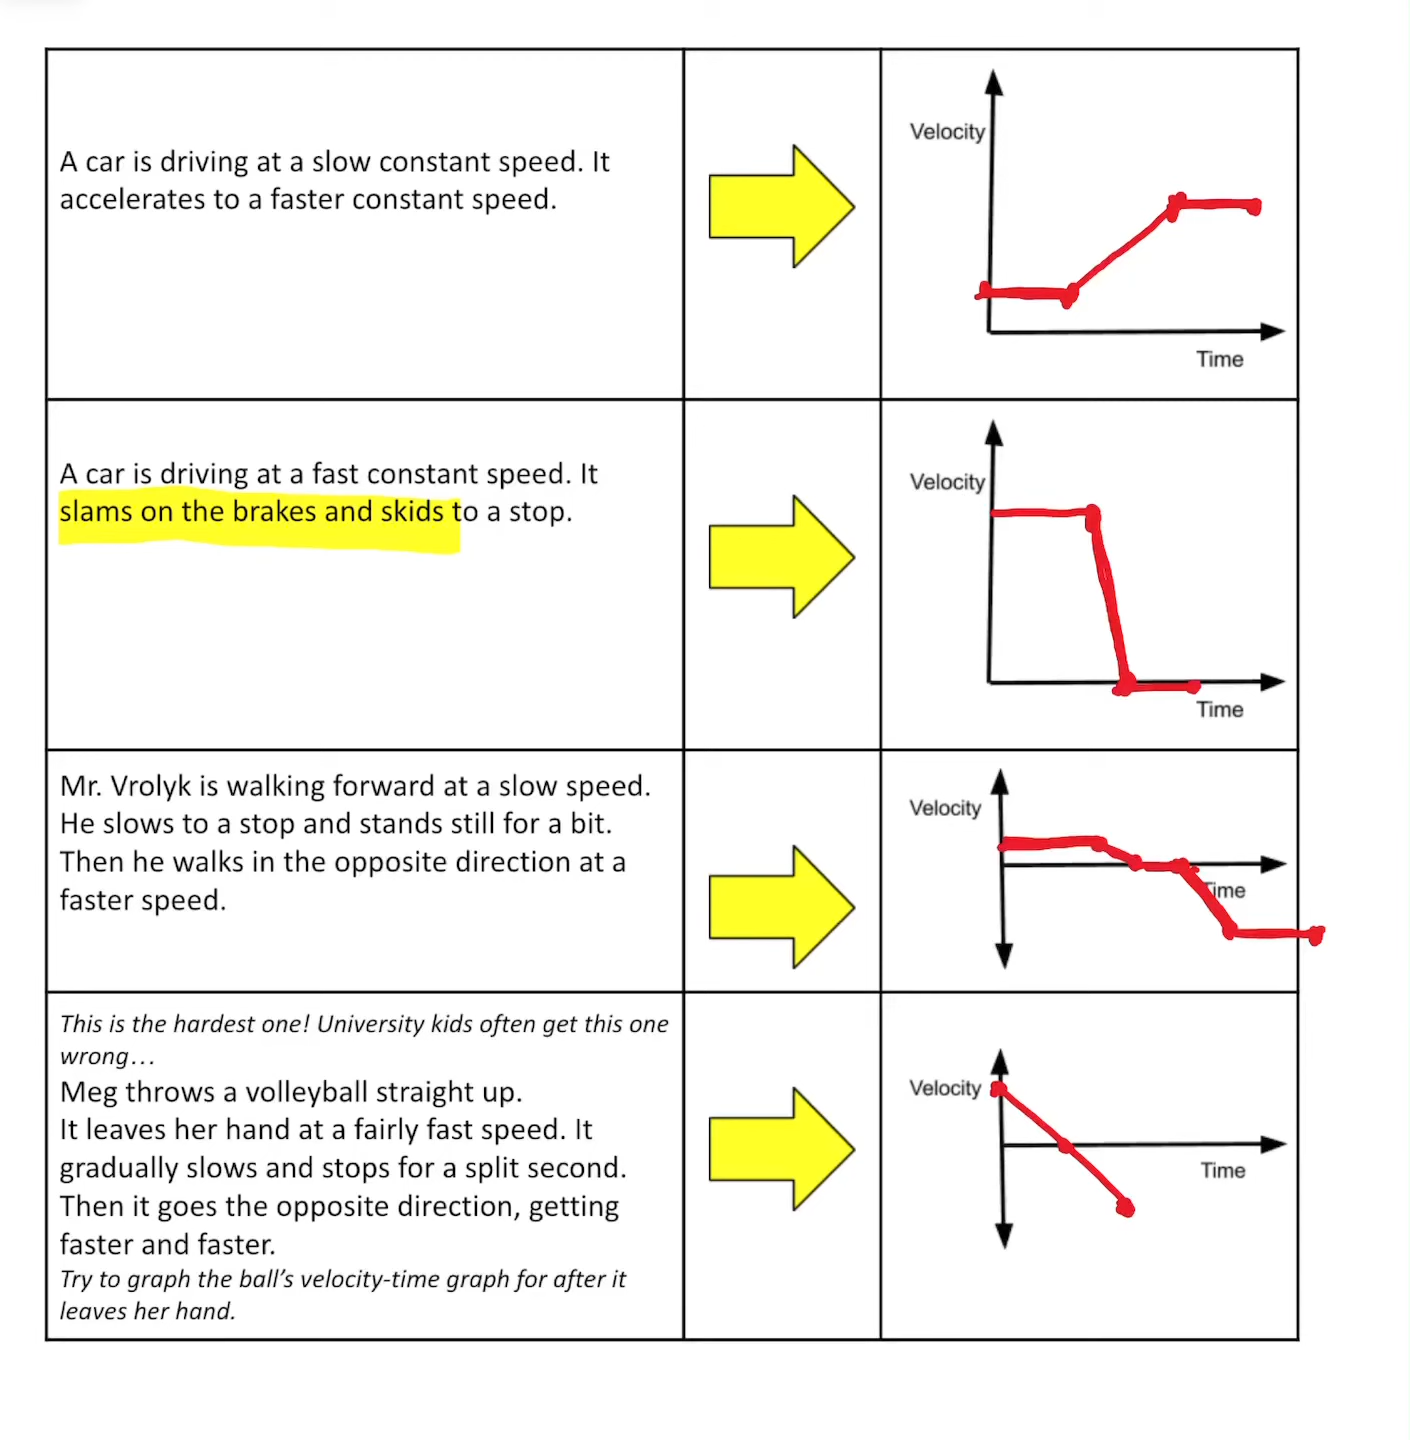 A car is driving at a slow constant speed. It
accelerates to a faster constant speed.
Velocity
Time
A car is driving at a fast constant speed. It
slams on the brakes and skids to a stop.
Velocity
Time
Mr. Vrolyk is walking forward at a slow speed.
He slows to a stop and stands still for a bit.
Then he walks in the opposite direction at a
faster speed.
Velocity
Time
This is the hardest one! University kids often get this one
wrong…
Meg throws a volleyball straight up.
It leaves her hand at a fairly fast speed. It
gradually slows and stops for a split second.
Then it goes the opposite direction, getting
faster and faster.
Try to graph the ball’s velocity-time graph for after it
leaves her hand.
Velocity
Time